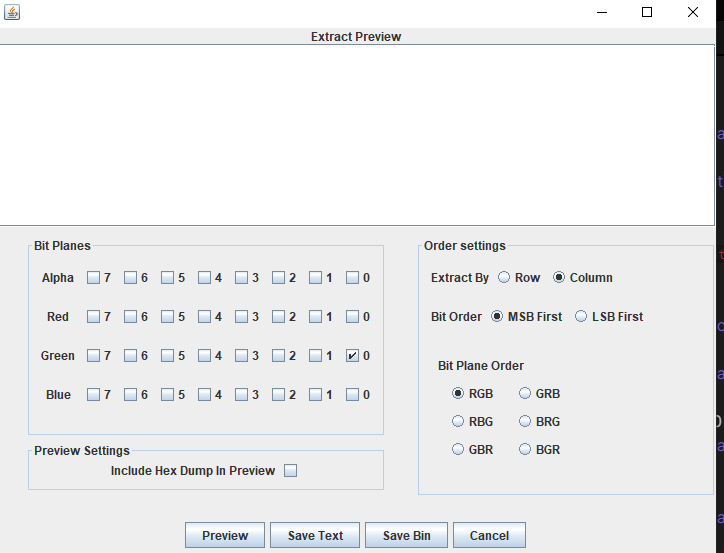 Extract Preview
Bit Planes
Alpha 7 6 5 4 3 2 1 0
Red 7 6 5 4 3 2 1 0
Green 7 6 5 4 3 2 1 0
Blue 7 6 5 4 3 2 1 0
Preview Settings
Include Hex Dump In Preview
Order settings
Extract By Row Column
Bit Order MSB First LSB First
Bit Plane Order
RGB GRB
RBG BRG
GBR BGR
Preview Save Text Save Bin Cancel